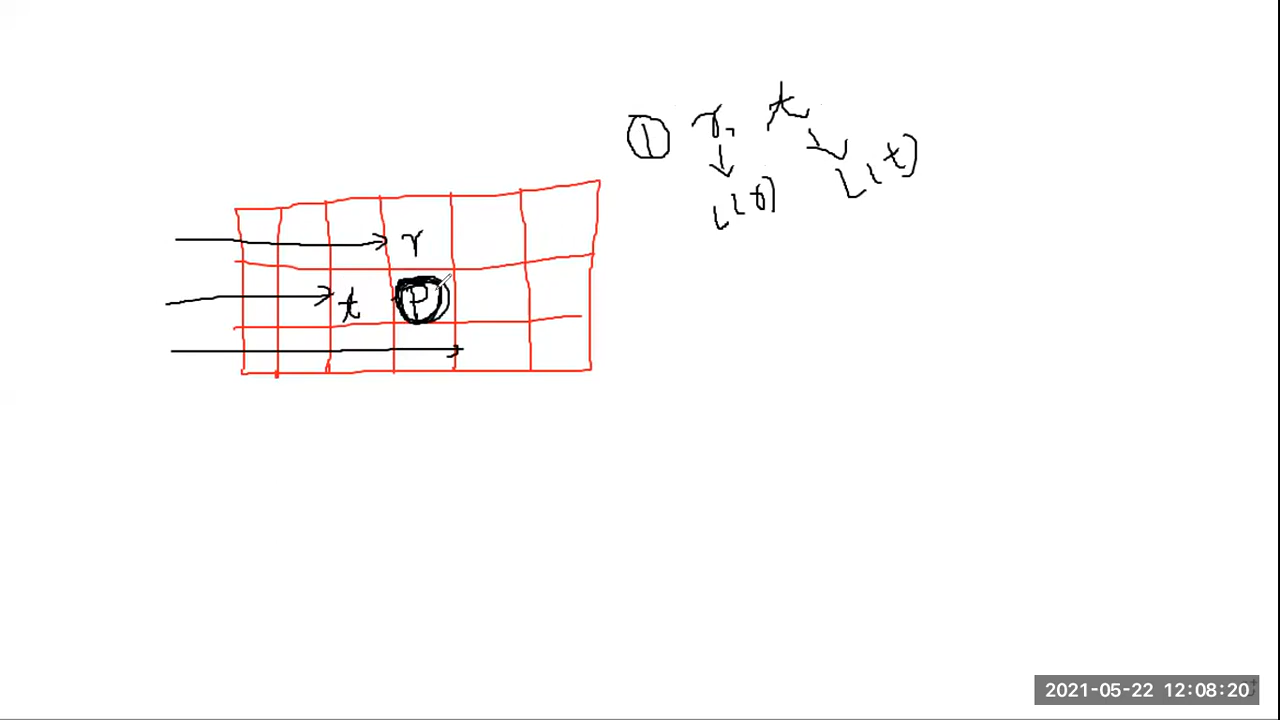 ① r, t
L(r) L(t)
r
t P
2021-05-22 12:08:20